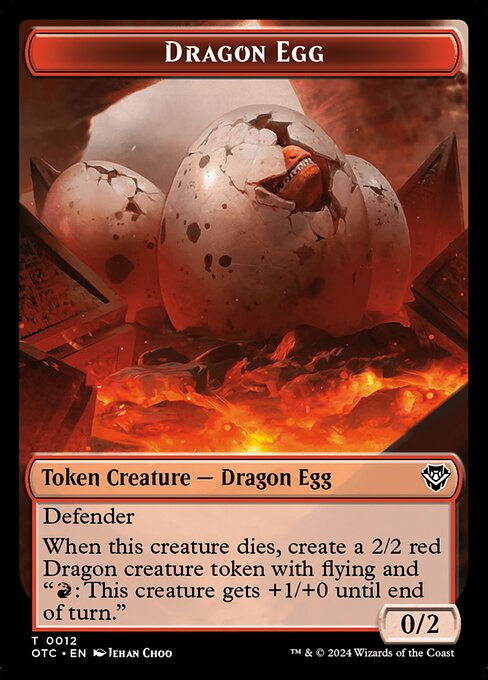 Dragon Egg
Token Creature — Dragon Egg
Defender
When this creature dies, create a 2/2 red
Dragon creature token with flying and
“: This creature gets +1/+0 until end
of turn.”
0/2
T 0012
OTC • EN Jehan Choo
™ & © 2024 Wizards of the Coast